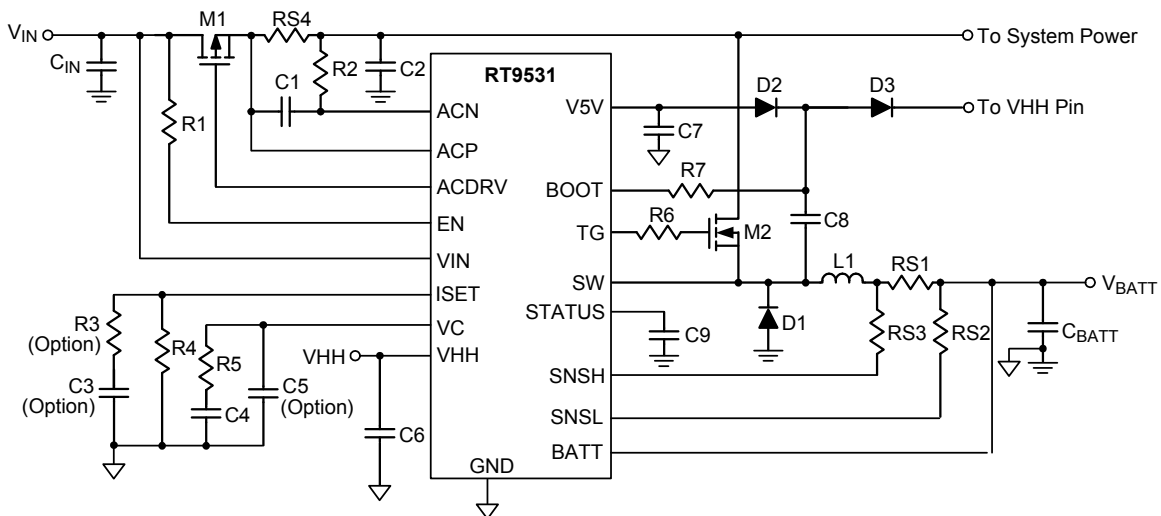 M1
RS4
VIN
To System Power
CIN
R2
C2
RT9531
D2
D3
C1
ACN
V5V
To VHH Pin
R1
C7
ACP
R7
ACDRV
BOOT
R6
C8
EN
TG
M2
L1
RS1
VIN
SW
VBATT
ISET
STATUS
R3
(Option)
R4
VC
D1
RS3
RS2
CBATT
C9
R5
VHH
VHH
C3
(Option)
C5
(Option)
SNSH
C4
SNSL
C6
BATT
GND